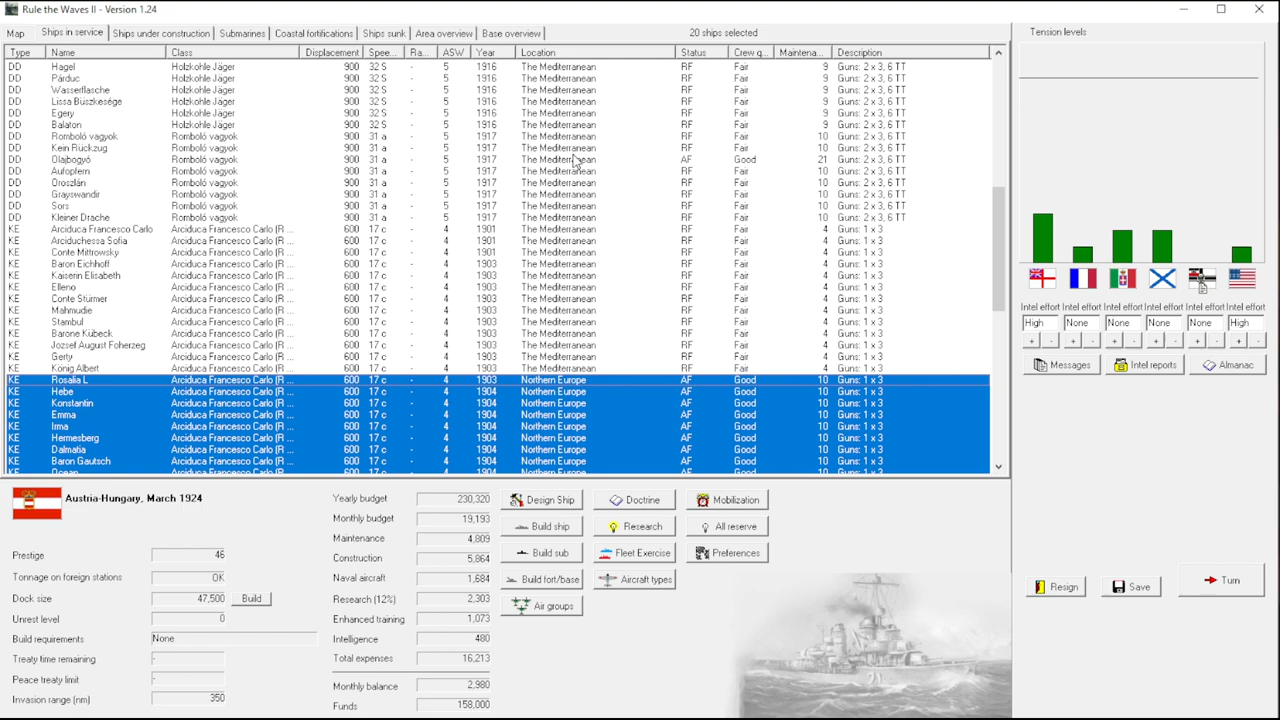 Rule the Waves II - Version 1.24
Map Ships in service Ships under construction Submarines Coastal fortifications Ships sunk Area overview Base overview 20 ships selected Tension levels
Type Name Class Displacement Spee... Ra... ASW Year Location Status Crew q... Maintena... Description
DD Hagel Holzkohle Jäger 900 32 S - 5 1916 The Mediterranean RF Fair 9 Guns: 2 x 3, 6 TT
DD Párduc Holzkohle Jäger 900 32 S - 5 1916 The Mediterranean RF Fair 9 Guns: 2 x 3, 6 TT
DD Wasserflasche Holzkohle Jäger 900 32 S - 5 1916 The Mediterranean RF Fair 9 Guns: 2 x 3, 6 TT
DD Lissa Büszkesége Holzkohle Jäger 900 32 S - 5 1916 The Mediterranean RF Fair 9 Guns: 2 x 3, 6 TT
DD Egery Holzkohle Jäger 900 32 S - 5 1916 The Mediterranean RF Fair 9 Guns: 2 x 3, 6 TT
DD Balaton Holzkohle Jäger 900 32 S - 5 1916 The Mediterranean RF Fair 9 Guns: 2 x 3, 6 TT
DD Romboló vagyok Romboló vagyok 900 31 a - 5 1917 The Mediterranean RF Fair 10 Guns: 2 x 3, 6 TT
DD Kein Rückzug Romboló vagyok 900 31 a - 5 1917 The Mediterranean RF Fair 10 Guns: 2 x 3, 6 TT
DD Olajbogyó Romboló vagyok 900 31 a - 5 1917 The Mediterranean AF Good 21 Guns: 2 x 3, 6 TT
DD Aufopfern Romboló vagyok 900 31 a - 5 1917 The Mediterranean RF Fair 10 Guns: 2 x 3, 6 TT
DD Oroszlán Romboló vagyok 900 31 a - 5 1917 The Mediterranean RF Fair 10 Guns: 2 x 3, 6 TT
DD Grayswandir Romboló vagyok 900 31 a - 5 1917 The Mediterranean RF Fair 10 Guns: 2 x 3, 6 TT
DD Sors Romboló vagyok 900 31 a - 5 1917 The Mediterranean RF Fair 10 Guns: 2 x 3, 6 TT
DD Kleiner Drache Romboló vagyok 900 31 a - 5 1917 The Mediterranean RF Fair 10 Guns: 2 x 3, 6 TT
KE Arciduca Francesco Carlo Arciduca Francesco Carlo (R ... 600 17 c - 4 1901 The Mediterranean RF Fair 4 Guns: 1 x 3
KE Arciduchessa Sofia Arciduca Francesco Carlo (R ... 600 17 c - 4 1901 The Mediterranean RF Fair 4 Guns: 1 x 3
KE Conte Mittrowsky Arciduca Francesco Carlo (R ... 600 17 c - 4 1901 The Mediterranean RF Fair 4 Guns: 1 x 3
KE Baron Eichhoff Arciduca Francesco Carlo (R ... 600 17 c - 4 1903 The Mediterranean RF Fair 4 Guns: 1 x 3
KE Kaiserin Elisabeth Arciduca Francesco Carlo (R ... 600 17 c - 4 1903 The Mediterranean RF Fair 4 Guns: 1 x 3
KE Elleno Arciduca Francesco Carlo (R ... 600 17 c - 4 1903 The Mediterranean RF Fair 4 Guns: 1 x 3
KE Conte Stürmer Arciduca Francesco Carlo (R ... 600 17 c - 4 1903 The Mediterranean RF Fair 4 Guns: 1 x 3
KE Mahmudie Arciduca Francesco Carlo (R ... 600 17 c - 4 1903 The Mediterranean RF Fair 4 Guns: 1 x 3
KE Stambul Arciduca Francesco Carlo (R ... 600 17 c - 4 1903 The Mediterranean RF Fair 4 Guns: 1 x 3
KE Barone Kübeck Arciduca Francesco Carlo (R ... 600 17 c - 4 1903 The Mediterranean RF Fair 4 Guns: 1 x 3
KE Jozsef August Foherzeg Arciduca Francesco Carlo (R ... 600 17 c - 4 1903 The Mediterranean RF Fair 4 Guns: 1 x 3
KE Gerty Arciduca Francesco Carlo (R ... 600 17 c - 4 1903 The Mediterranean RF Fair 4 Guns: 1 x 3
KE König Albert Arciduca Francesco Carlo (R ... 600 17 c - 4 1903 The Mediterranean RF Fair 4 Guns: 1 x 3
KE Rosalia L Arciduca Francesco Carlo (R ... 600 17 c - 4 1903 Northern Europe AF Good 10 Guns: 1 x 3
KE Hebe Arciduca Francesco Carlo (R ... 600 17 c - 4 1904 Northern Europe AF Good 10 Guns: 1 x 3
KE Konstantin Arciduca Francesco Carlo (R ... 600 17 c - 4 1904 Northern Europe AF Good 10 Guns: 1 x 3
KE Emma Arciduca Francesco Carlo (R ... 600 17 c - 4 1904 Northern Europe AF Good 10 Guns: 1 x 3
KE Irma Arciduca Francesco Carlo (R ... 600 17 c - 4 1904 Northern Europe AF Good 10 Guns: 1 x 3
KE Hermesberg Arciduca Francesco Carlo (R ... 600 17 c - 4 1904 Northern Europe AF Good 10 Guns: 1 x 3
KE Dalmatia Arciduca Francesco Carlo (R ... 600 17 c - 4 1904 Northern Europe AF Good 10 Guns: 1 x 3
KE Baron Gautsch Arciduca Francesco Carlo (R ... 600 17 c - 4 1904 Northern Europe AF Good 10 Guns: 1 x 3
KE Ocean Arciduca Francesco Carlo (R ... 600 17 c - 4 1904 Northern Europe AF Good 10 Guns: 1 x 3
Intel effort Intel effort Intel effort Intel effort Intel effort Intel effort
High None None None None High
+ - + - + - + - + - + -
Messages Intel reports Almanac
Austria-Hungary, March 1924
Prestige 46
Tonnage on foreign stations OK
Dock size 47,500 Build
Unrest level 0
Build requirements None
Treaty time remaining -
Peace treaty limit -
Invasion range (nm) 350
Yearly budget 230,320
Monthly budget 19,193
Maintenance 4,809
Construction 5,864
Naval aircraft 1,684
Research (12%) 2,303
Enhanced training 1,073
Intelligence 480
Total expenses 16,213
Monthly balance 2,980
Funds 158,000
Design Ship Doctrine Mobilization
Build ship Research All reserve
Build sub Fleet Exercise Preferences
Build fort/base Aircraft types
Air groups
Resign Save Turn